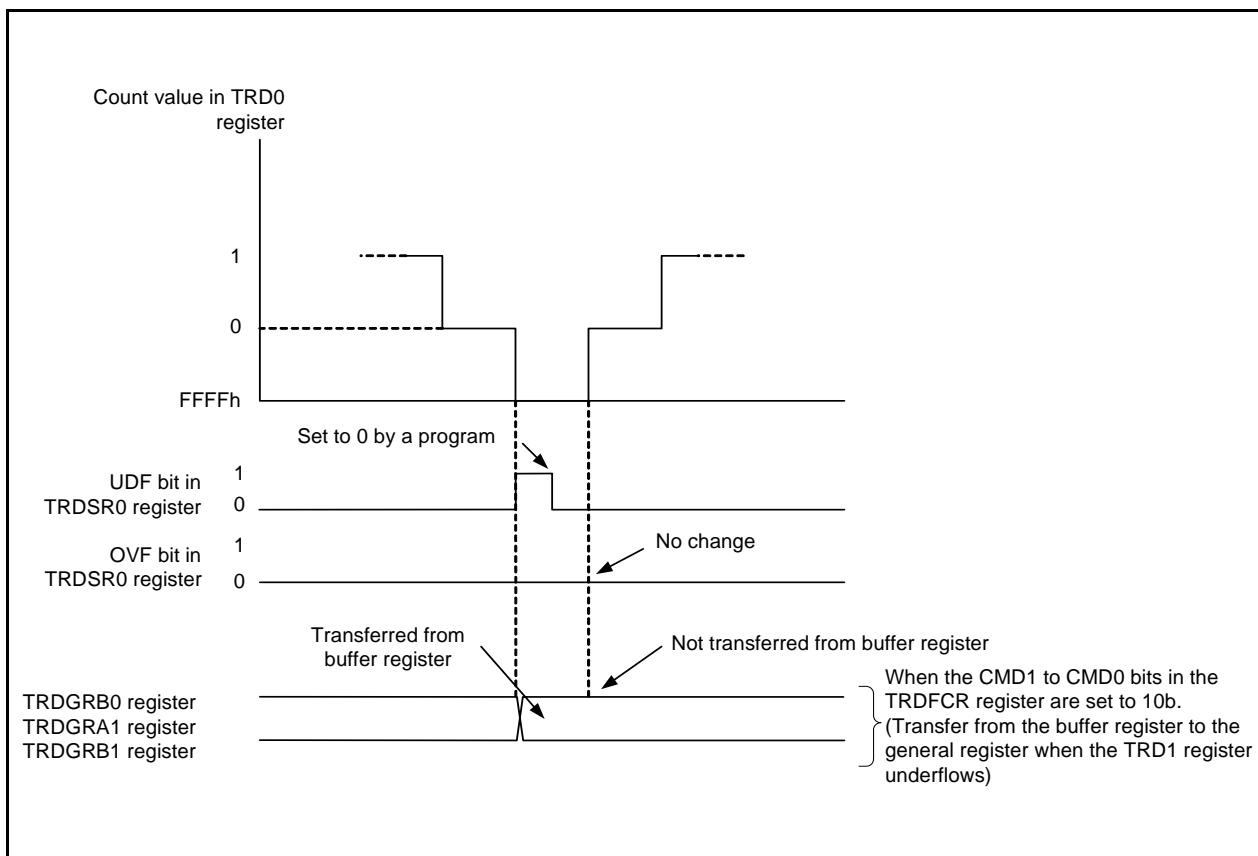 Count value in TRD0
register
1
0
FFFFh
Set to 0 by a program
UDF bit in
TRDSR0 register
1
0
No change
OVF bit in
TRDSR0 register
1
0
Transferred from
buffer register
Not transferred from buffer register
TRDGRB0 register
TRDGRA1 register
TRDGRB1 register
When the CMD1 to CMD0 bits in the
TRDFCR register are set to 10b.
(Transfer from the buffer register to the
general register when the TRD1 register
underflows)